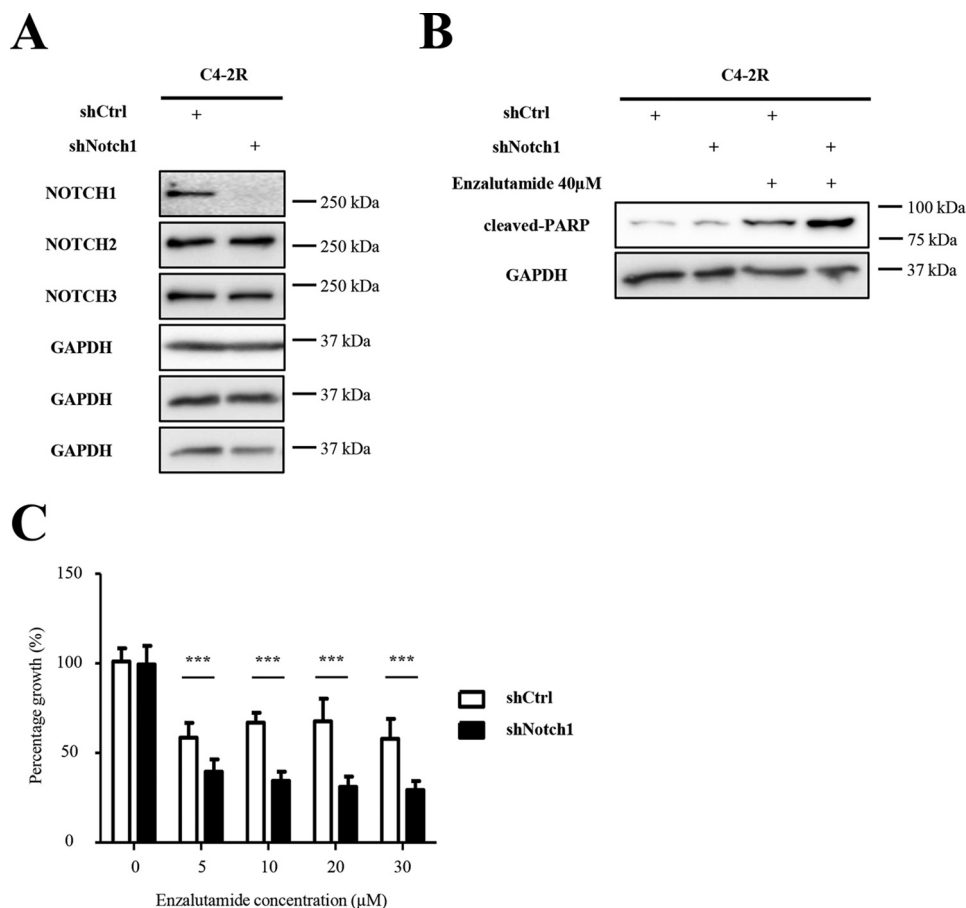 A
C4-2R
shCtrl +
shNotch1 +
NOTCH1 250 kDa
NOTCH2 250 kDa
NOTCH3 250 kDa
GAPDH 37 kDa
GAPDH 37 kDa
GAPDH 37 kDa
B
C4-2R
shCtrl + +
shNotch1 + +
Enzalutamide 40µM + +
cleaved-PARP 100 kDa
75 kDa
GAPDH 37 kDa
C
150
100
50
0
Percentage growth (%)
*** *** *** ***
shCtrl
shNotch1
0 5 10 20 30
Enzalutamide concentration (µM)